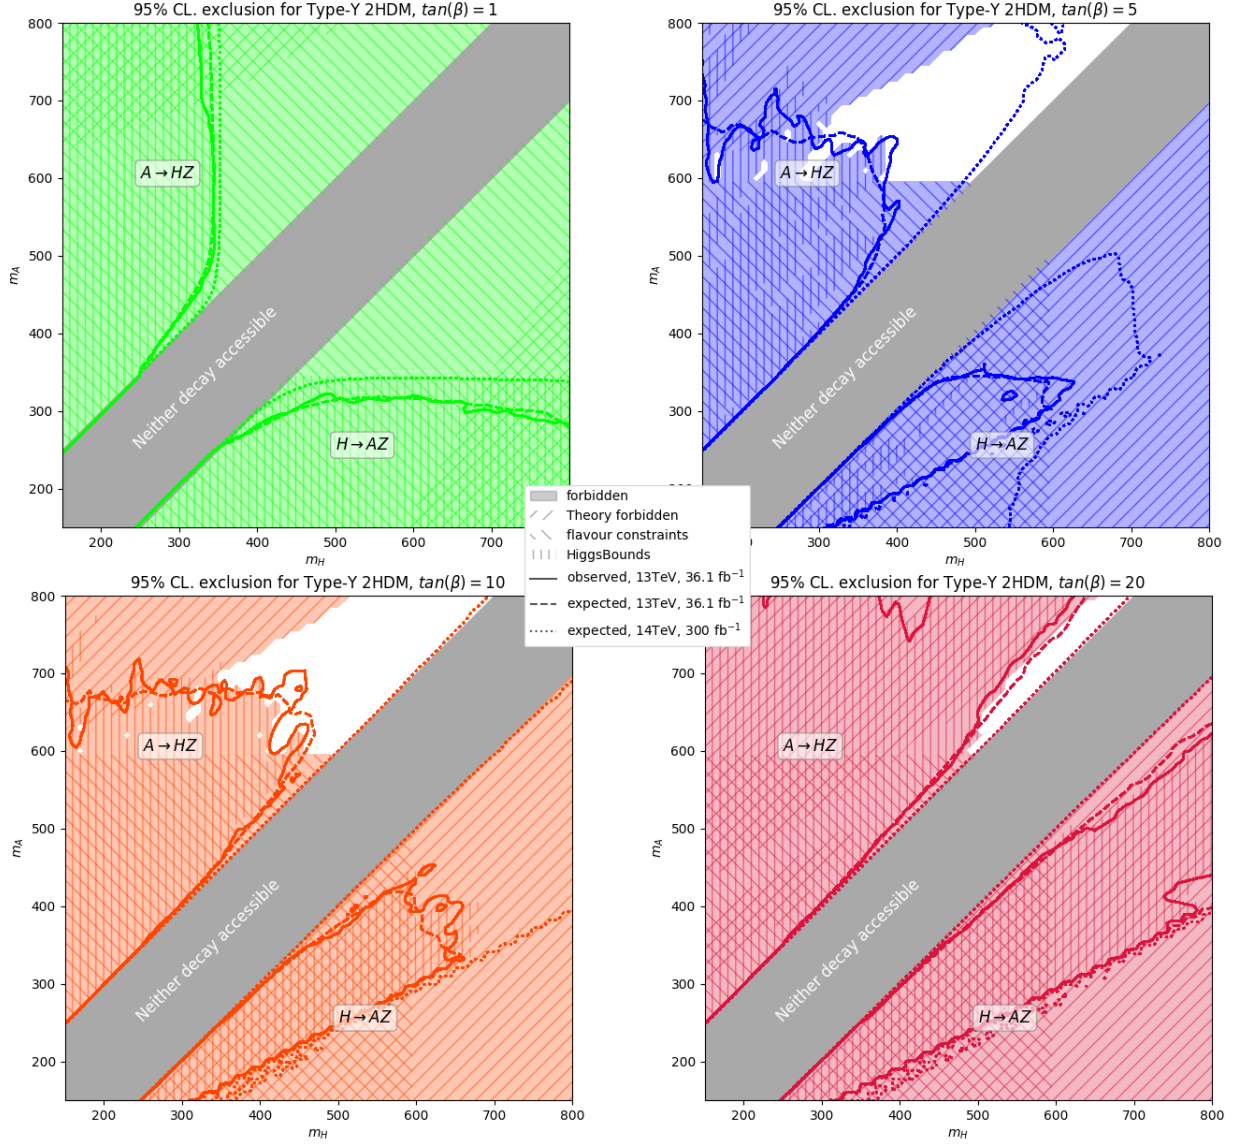 95% CL. exclusion for Type-Y 2HDM, tan(β) = 1
800
700
600
500
400
300
200
m_A
A → HZ
Neither decay accessible
H → AZ
200
300
400
500
600
700
m_H
95% CL. exclusion for Type-Y 2HDM, tan(β) = 5
800
700
600
500
400
300
m_A
A → HZ
Neither decay accessible
H → AZ
300
400
500
600
700
800
m_H
forbidden
Theory forbidden
flavour constraints
HiggsBounds
observed, 13TeV, 36.1 fb⁻¹
expected, 13TeV, 36.1 fb⁻¹
expected, 14TeV, 300 fb⁻¹
95% CL. exclusion for Type-Y 2HDM, tan(β) = 10
800
700
600
500
400
300
200
m_A
A → HZ
Neither decay accessible
H → AZ
200
300
400
500
600
700
800
m_H
95% CL. exclusion for Type-Y 2HDM, tan(β) = 20
700
600
500
400
300
200
m_A
A → HZ
Neither decay accessible
H → AZ
200
300
400
500
600
700
800
m_H